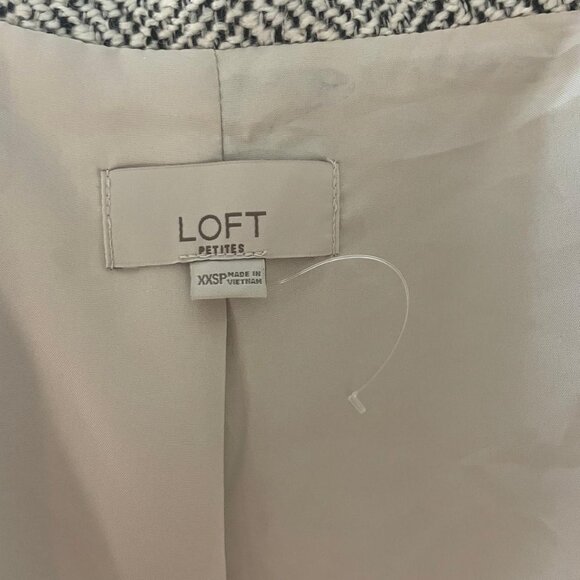 LOFT
PETITES
XXSP MADE IN
VIETNAM